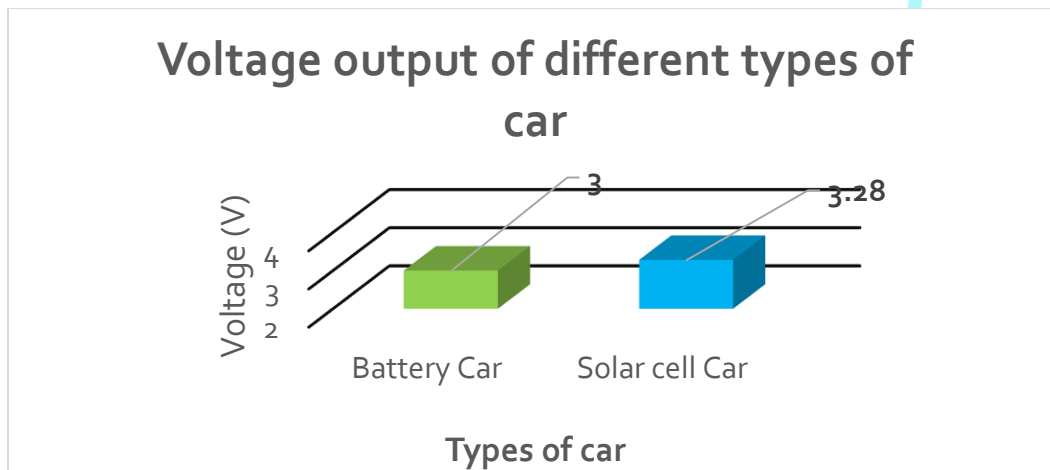 Voltage output of different types of
car
Voltage (V)
4
3
2
3
3.28
Battery Car
Solar cell Car
Types of car